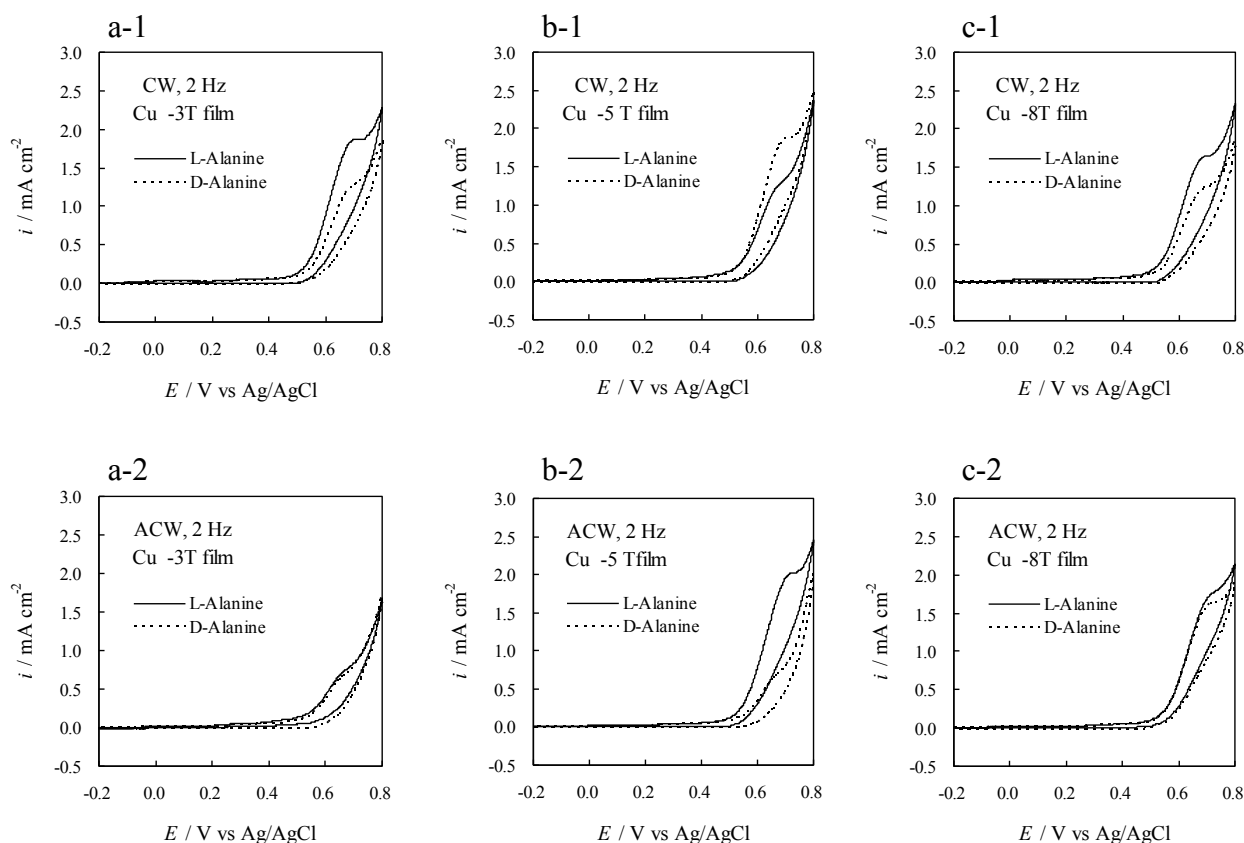 a-1
3.0
2.5
2.0
1.5
1.0
0.5
0.0
-0.5
i / mA cm-2
CW, 2 Hz
Cu -3T film
L-Alanine
D-Alanine
-0.2 0.0 0.2 0.4 0.6 0.8
E / V vs Ag/AgCl
b-1
3.0
2.5
2.0
1.5
1.0
0.5
0.0
-0.5
i / mA cm-2
CW, 2 Hz
Cu -5 T film
L-Alanine
D-Alanine
-0.2 0.0 0.2 0.4 0.6 0.8
E / V vs Ag/AgCl
c-1
3.0
2.5
2.0
1.5
1.0
0.5
0.0
-0.5
i / mA cm-2
CW, 2 Hz
Cu -8T film
L-Alanine
D-Alanine
-0.2 0.0 0.2 0.4 0.6 0.8
E / V vs Ag/AgCl
a-2
3.0
2.5
2.0
1.5
1.0
0.5
0.0
-0.5
i / mA cm-2
ACW, 2 Hz
Cu -3T film
L-Alanine
D-Alanine
-0.2 0.0 0.2 0.4 0.6 0.8
E / V vs Ag/AgCl
b-2
3.0
2.5
2.0
1.5
1.0
0.5
0.0
-0.5
i / mA cm-2
ACW, 2 Hz
Cu -5 Tfilm
L-Alanine
D-Alanine
-0.2 0.0 0.2 0.4 0.6 0.8
E / V vs Ag/AgCl
c-2
3.0
2.5
2.0
1.5
1.0
0.5
0.0
-0.5
i / mA cm-2
ACW, 2 Hz
Cu -8T film
L-Alanine
D-Alanine
-0.2 0.0 0.2 0.4 0.6 0.8
E / V vs Ag/AgCl